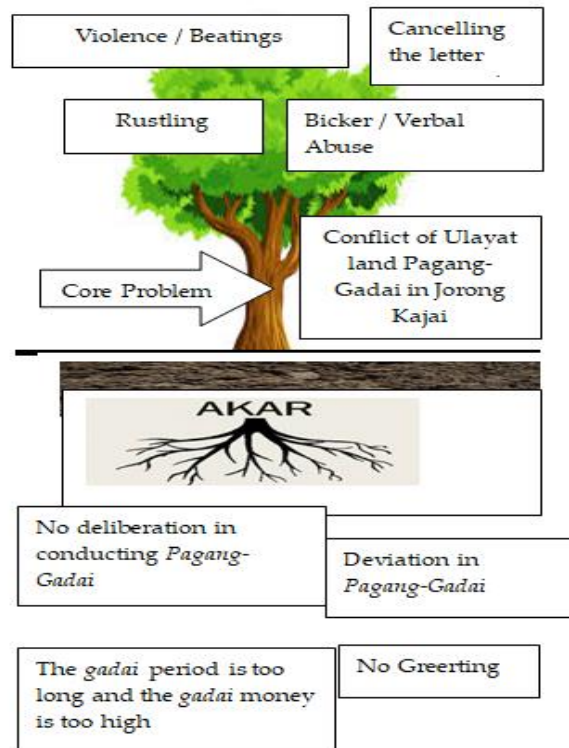 Violence / Beatings
Cancelling
the letter
Rustling
Bicker / Verbal
Abuse
Conflict of Ulayat
land Pagang-
Gadai in Jorong
Kajai
Core Problem
AKAR
No deliberation in
conducting Pagang-
Gadai
Deviation in
Pagang-Gadai
The gadai period is too
long and the gadai money
is too high
No Greerting